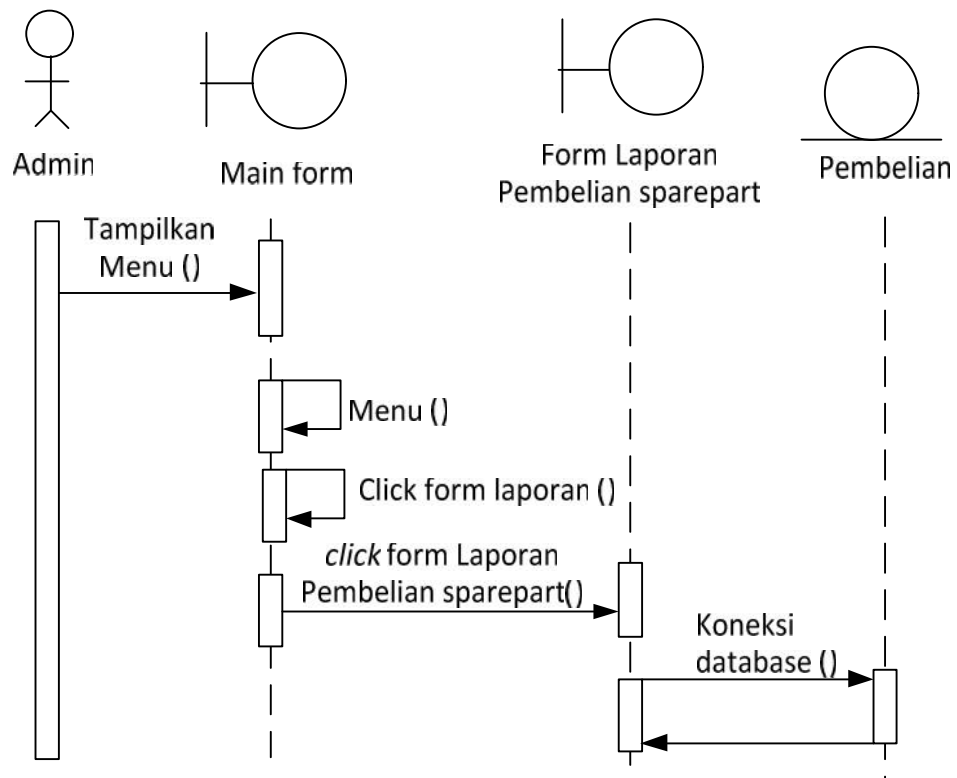 Admin
Main form
Form Laporan
Pembelian sparepart
Pembelian
Tampilkan
Menu ()
Menu ()
Click form laporan ()
click form Laporan
Pembelian sparepart()
Koneksi
database ()